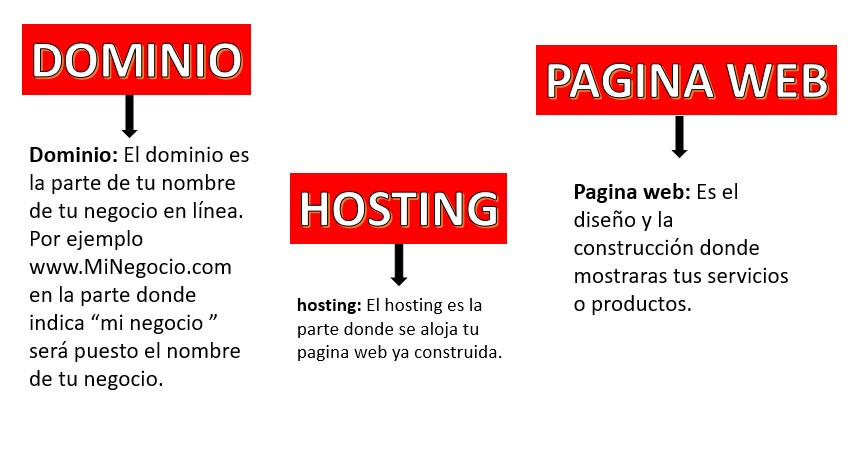 DOMINIO
Dominio: El dominio es
la parte de tu nombre
de tu negocio en línea.
Por ejemplo
www.MiNegocio.com
en la parte donde
indica “mi negocio ”
será puesto el nombre
de tu negocio.
HOSTING
hosting: El hosting es la
parte donde se aloja tu
pagina web ya construida.
PAGINA WEB
Pagina web: Es el
diseño y la
construcción donde
mostraras tus servicios
o productos.